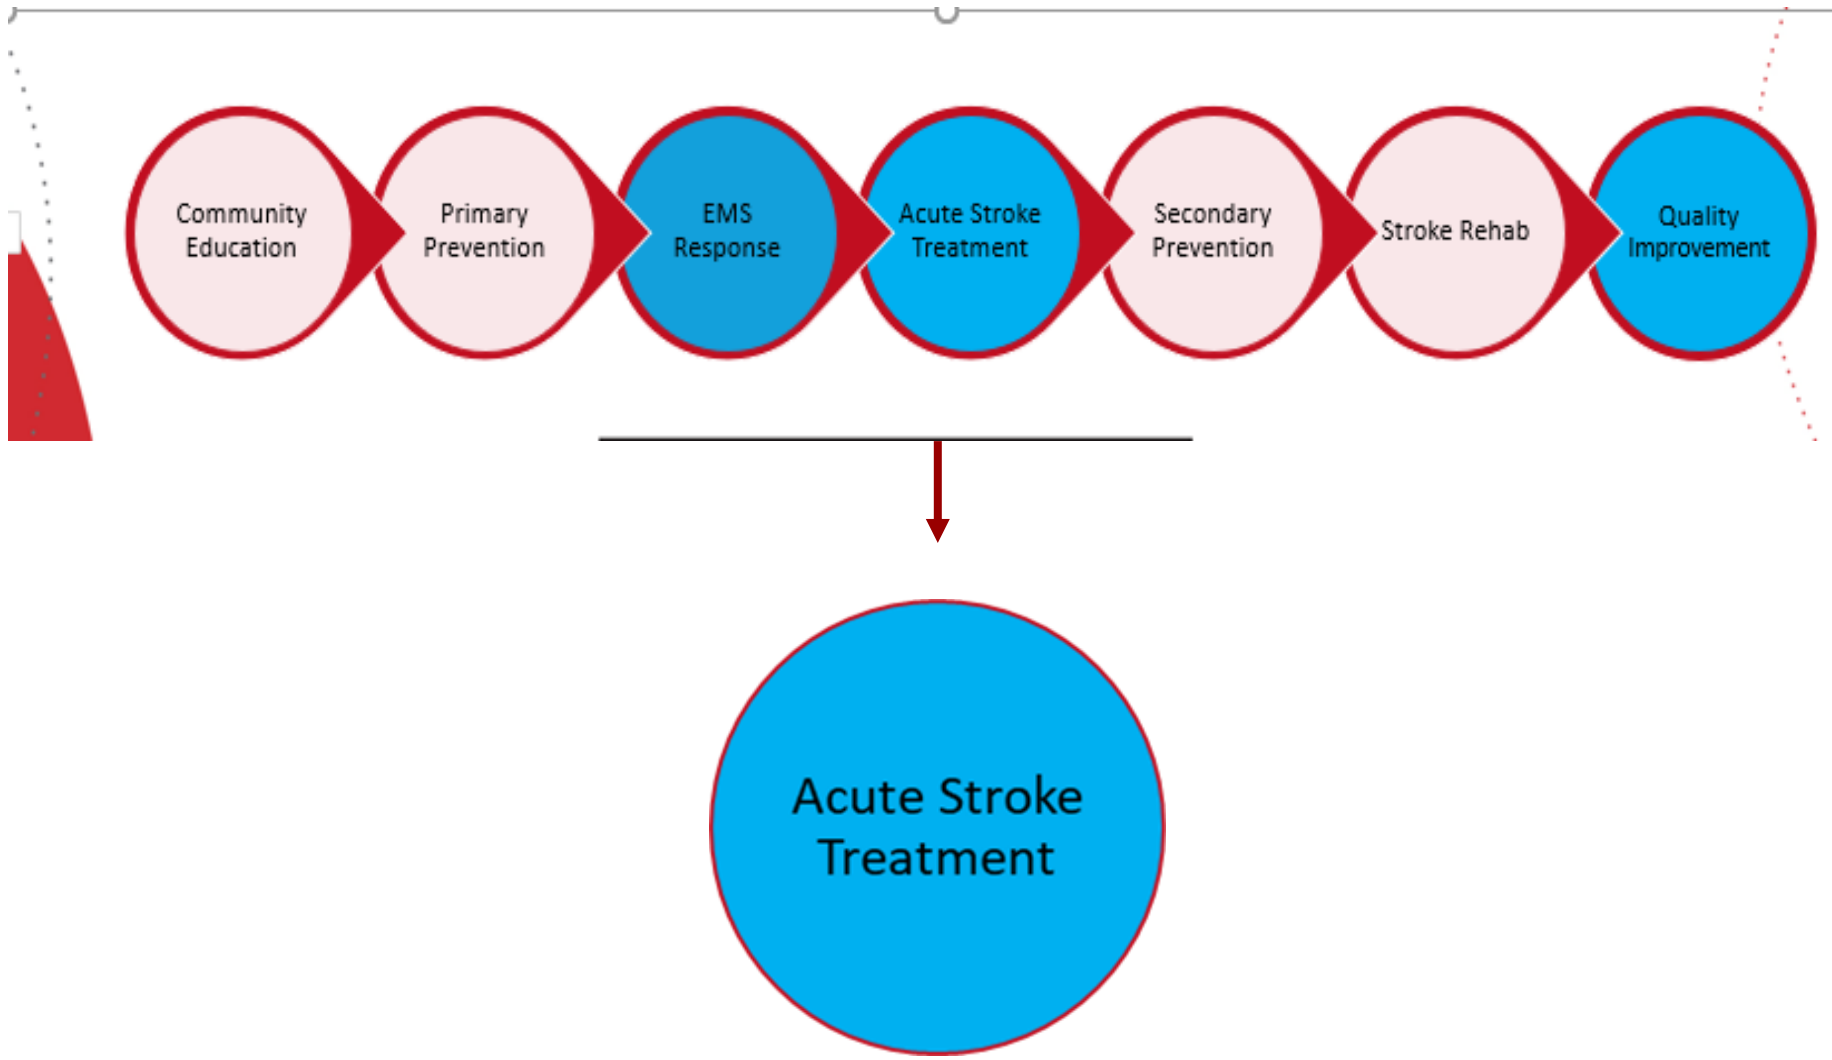 Community
Education
Primary
Prevention
EMS
Response
Acute Stroke
Treatment
Secondary
Prevention
Stroke Rehab
Quality
Improvement
Acute Stroke
Treatment